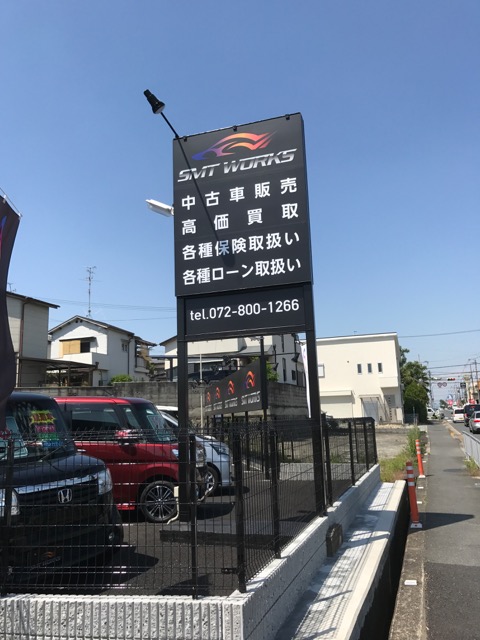 SMT WORKS
中古車販売
高価買取
各種保険取扱い
各種ローン取扱い
tel.072-800-1266